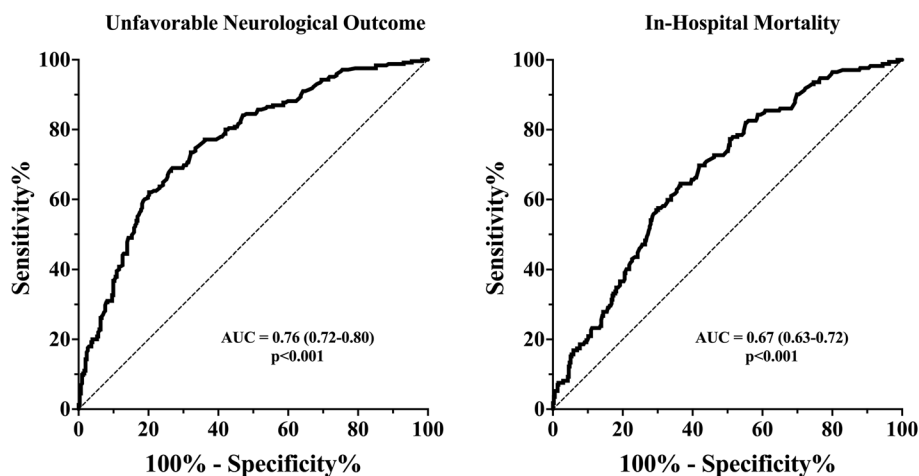 Unfavorable Neurological Outcome
100
80
60
40
20
0
Sensitivity%
AUC = 0.76 (0.72-0.80)
p<0.001
0 20 40 60 80 100
100% - Specificity%
In-Hospital Mortality
100
80
60
40
20
0
Sensitivity%
AUC = 0.67 (0.63-0.72)
p<0.001
0 20 40 60 80 100
100% - Specificity%